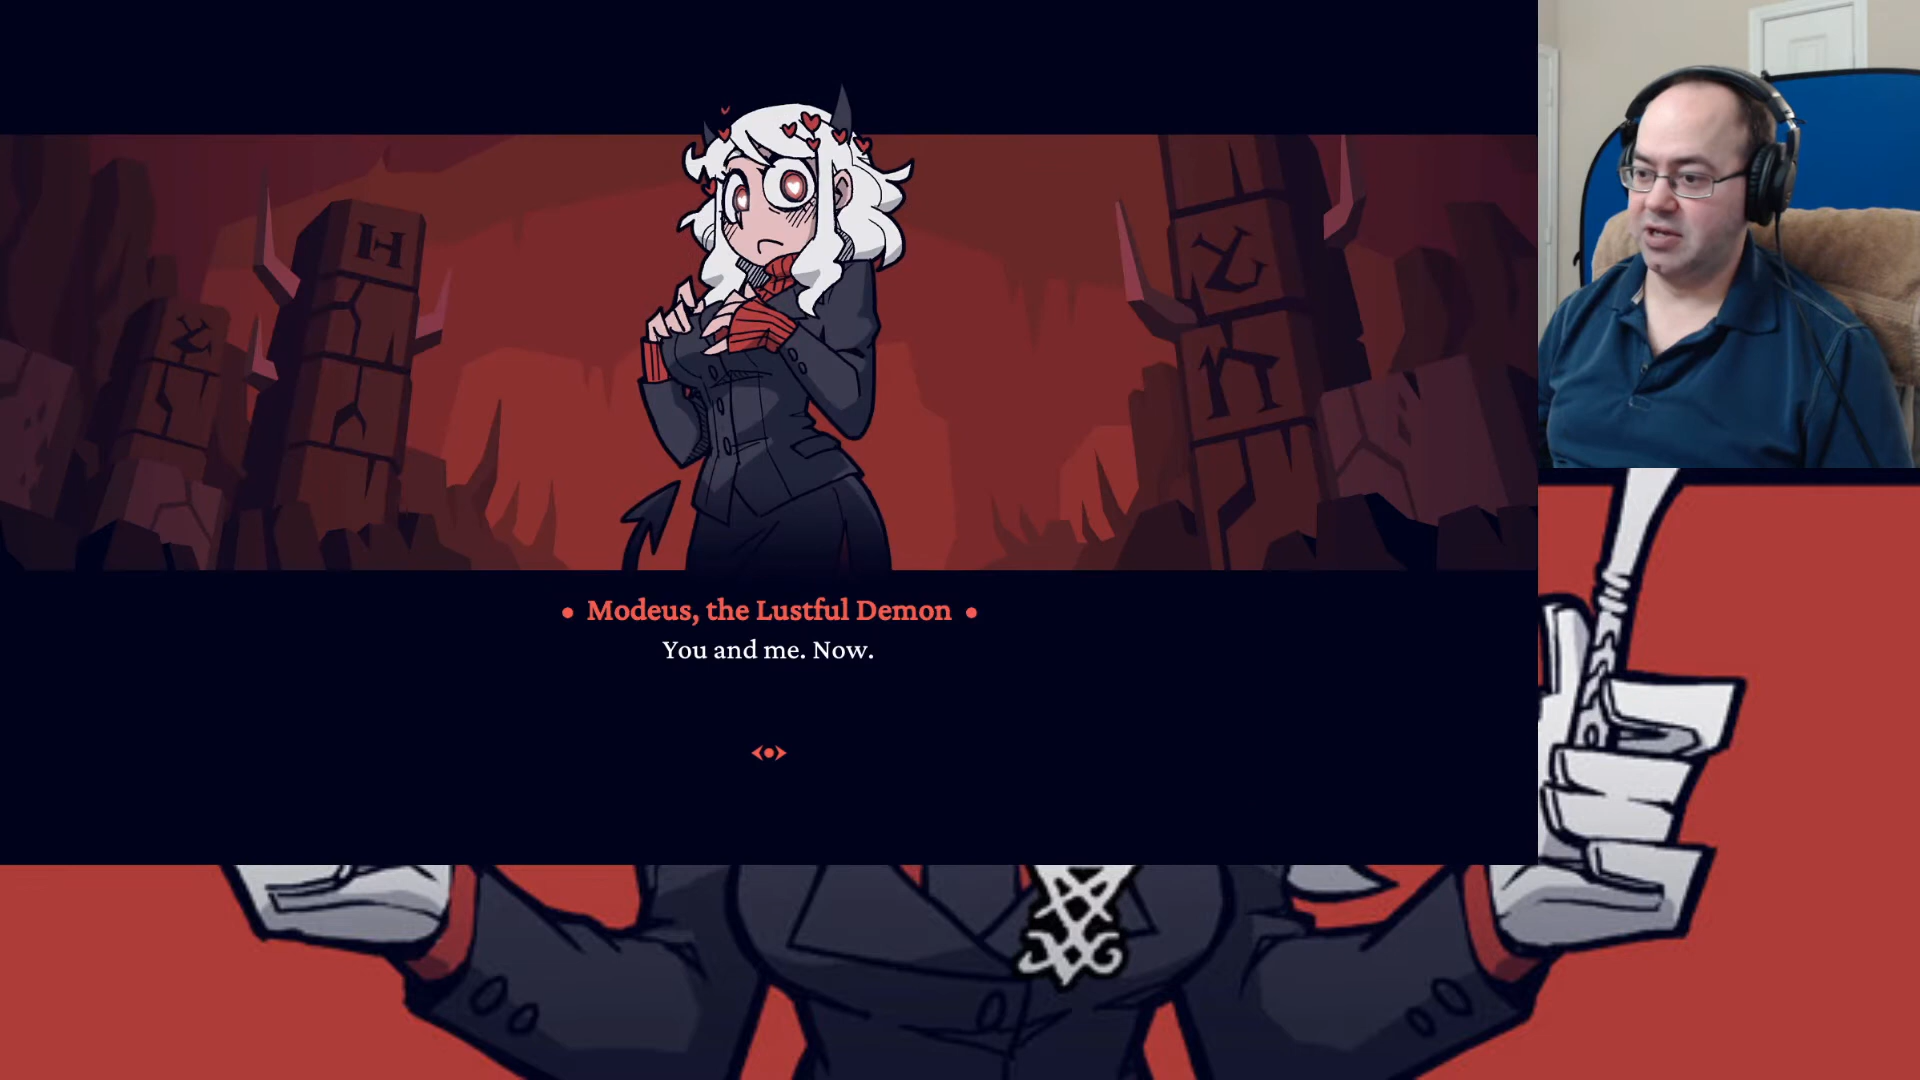 • Modeus, the Lustful Demon •
You and me. Now.